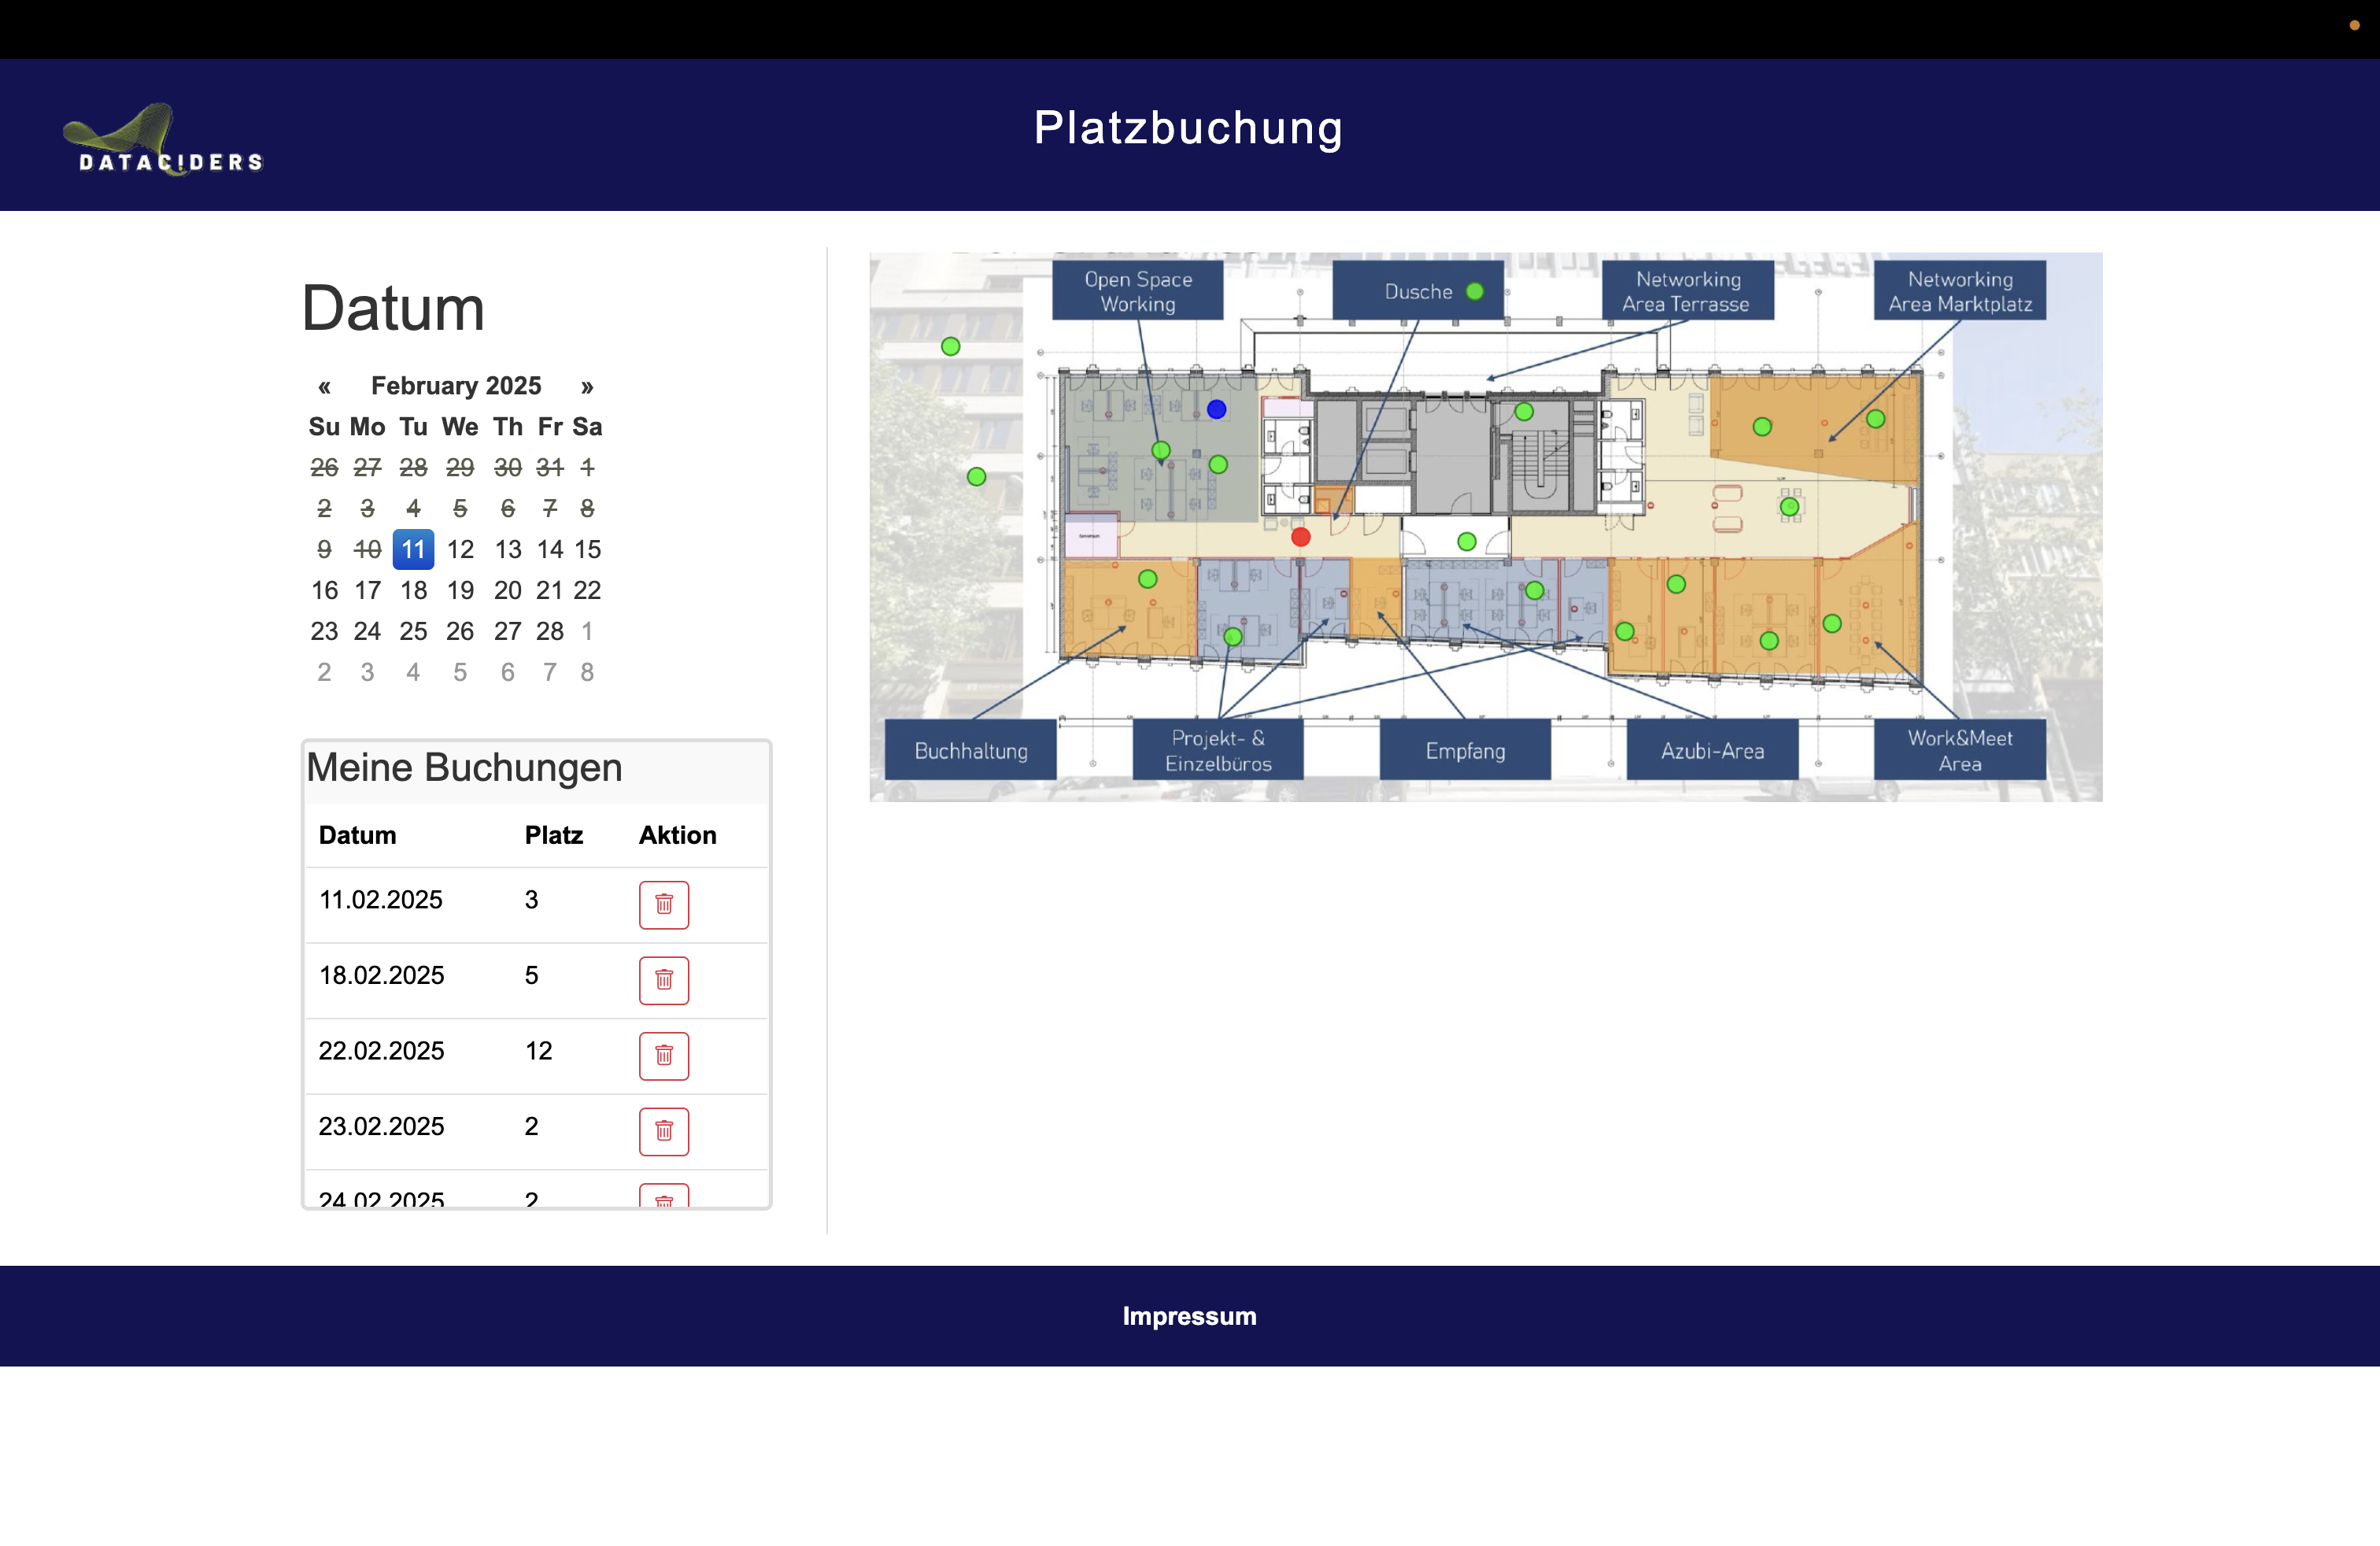 DATAC!DERS
Platzbuchung
Datum
« February 2025 »
Su Mo Tu We Th Fr Sa
26 27 28 29 30 31 1
2 3 4 5 6 7 8
9 10 11 12 13 14 15
16 17 18 19 20 21 22
23 24 25 26 27 28 1
2 3 4 5 6 7 8
Meine Buchungen
Datum Platz Aktion
11.02.2025 3
18.02.2025 5
22.02.2025 12
23.02.2025 2
24.02.2025 2
Open Space
Working
Dusche
Networking
Area Terrasse
Networking
Area Marktplatz
Buchhaltung
Projekt- &
Einzelbüros
Empfang
Azubi-Area
Work&Meet
Area
Impressum